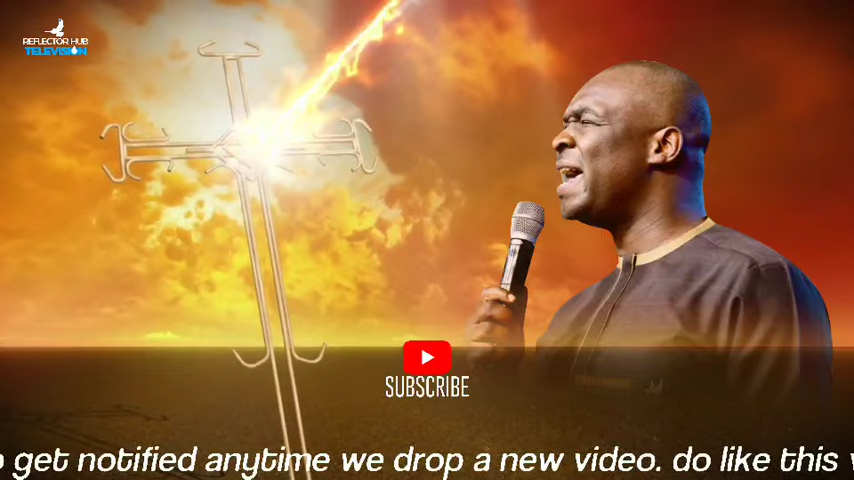 REFLECTOR HUB
TELEVISION
SUBSCRIBE
get notified anytime we drop a new video. do like this